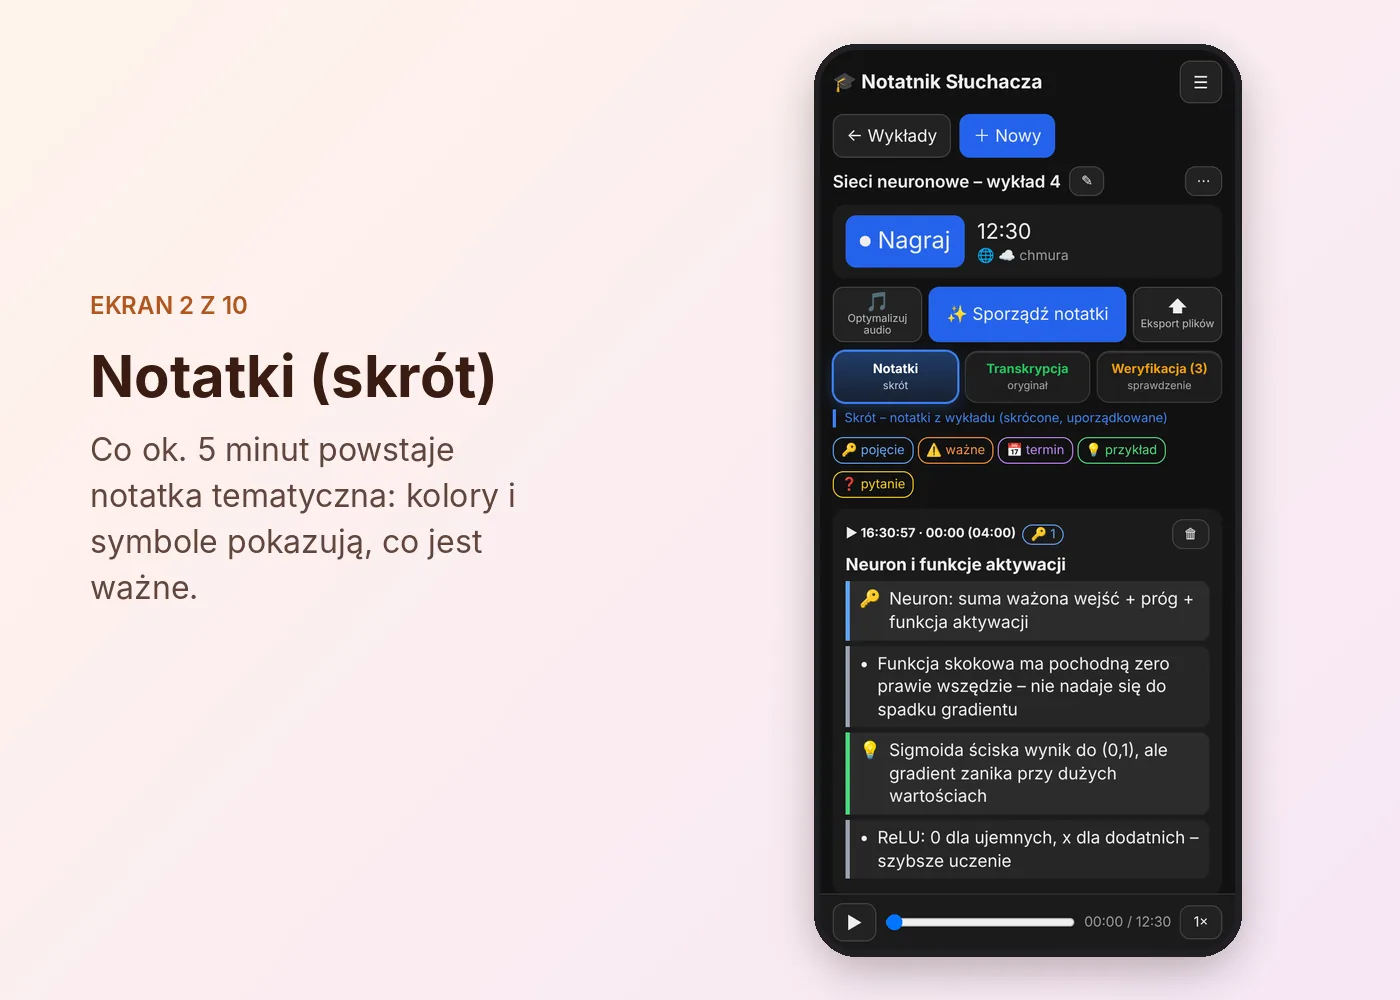 EKRAN 2 Z 10
Notatki (skrót)
Co ok. 5 minut powstaje
notatka tematyczna: kolory i
symbole pokazują, co jest
ważne.
🎓 Notatnik Słuchacza
☰
← Wykłady
+ Nowy
Sieci neuronowe – wykład 4
✎
⋯
● Nagraj
12:30
🌐 ☁️ chmura
🎵
Optymalizuj
audio
✨ Sporządź notatki
⬆
Eksport plików
Notatki
skrót
Transkrypcja
oryginał
Weryfikacja (3)
sprawdzenie
Skrót – notatki z wykładu (skrócone, uporządkowane)
🔑 pojęcie
⚠️ ważne
📅 termin
💡 przykład
❓ pytanie
▶ 16:30:57 · 00:00 (04:00) 🔑 1
🗑
Neuron i funkcje aktywacji
🔑 Neuron: suma ważona wejść + próg +
funkcja aktywacji
• Funkcja skokowa ma pochodną zero
prawie wszędzie – nie nadaje się do
spadku gradientu
💡 Sigmoida ściska wynik do (0,1), ale
gradient zanika przy dużych
wartościach
• ReLU: 0 dla ujemnych, x dla dodatnich –
szybsze uczenie
▶
00:00 / 12:30
1×